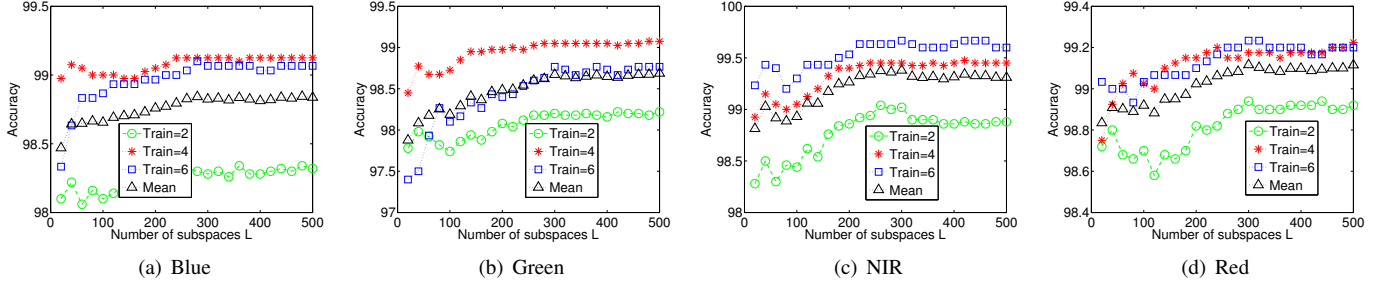 99.5
99
98.5
98
Accuracy
0
100
200
300
400
500
Number of subspaces L
Train=2
Train=4
Train=6
Mean
(a) Blue
99.5
99
98.5
98
97.5
97
Accuracy
0
100
200
300
400
500
Number of subspaces L
Train=2
Train=4
Train=6
Mean
(b) Green
100
99.5
99
98.5
98
Accuracy
0
100
200
300
400
500
Number of subspaces L
Train=2
Train=4
Train=6
Mean
(c) NIR
99.4
99.2
99
98.8
98.6
98.4
Accuracy
0
100
200
300
400
500
Number of subspaces L
Train=2
Train=4
Train=6
Mean
(d) Red